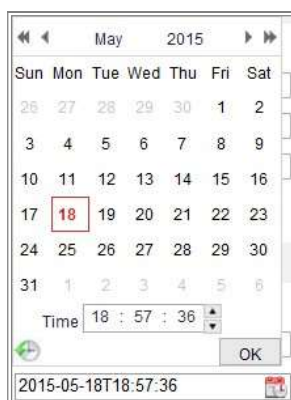 May 2015
Sun Mon Tue Wed Thu Fri Sat
26 27 28 29 30 1 2
3 4 5 6 7 8 9
10 11 12 13 14 15 16
17 18 19 20 21 22 23
24 25 26 27 28 29 30
31 1 2 3 4 5 6
Time 18 : 57 : 36
OK
2015-05-18T18:57:36